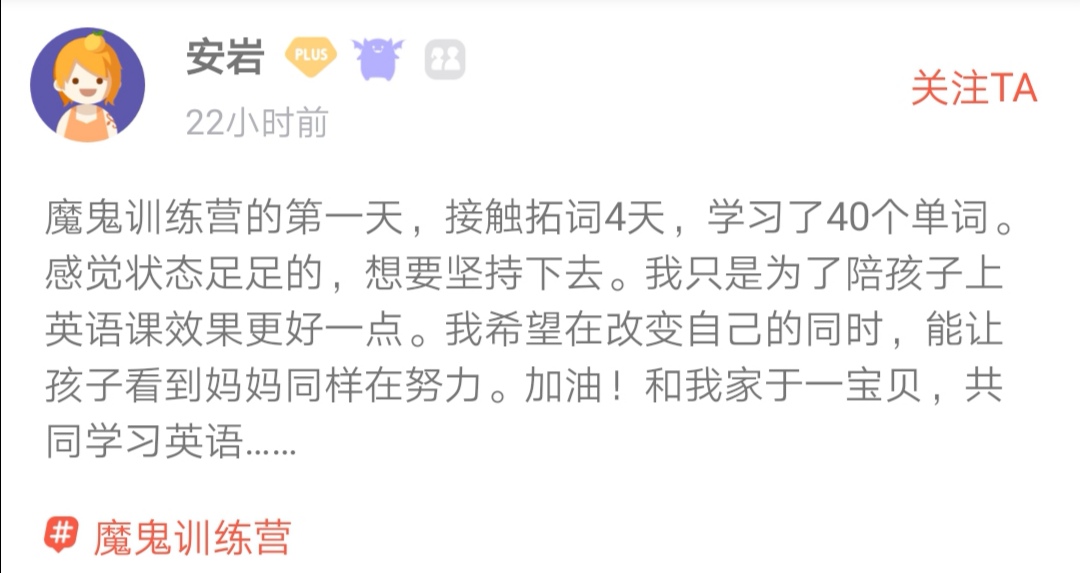 安岩 PLUS
22小时前
关注TA
魔鬼训练营的第一天，接触拓词4天，学习了40个单词。
感觉状态足足的，想要坚持下去。我只是为了陪孩子上
英语课效果更好一点。我希望在改变自己的同时，能让
孩子看到妈妈同样在努力。加油！和我家于一宝贝，共
同学习英语……
# 魔鬼训练营